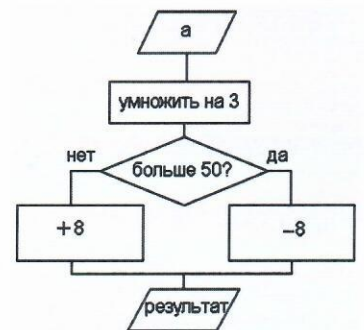 а
умножить на 3
нет
да
больше 50?
+8
−8
результат